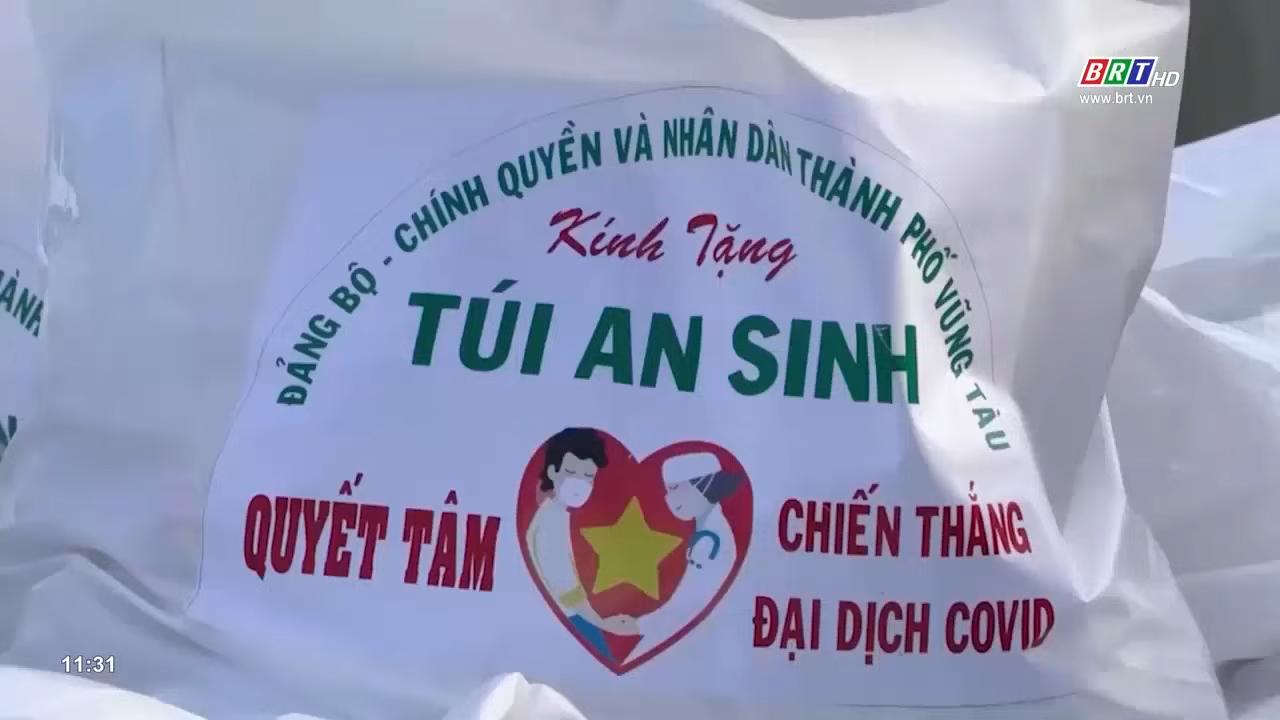 BRT HD
www.brt.vn
ĐẢNG BỘ - CHÍNH QUYỀN VÀ NHÂN DÂN THÀNH PHỐ VŨNG TÀU
Kính Tặng
TÚI AN SINH
QUYẾT TÂM
CHIẾN THẮNG
ĐẠI DỊCH COVID
11:31